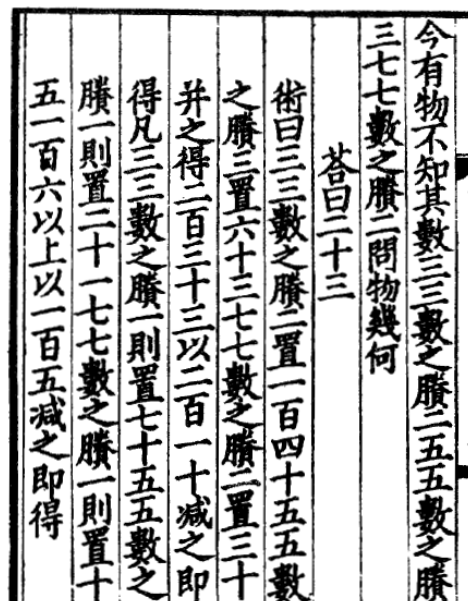 今有物不知其數三三數之賸二五五數之賸
三七七數之賸二問物幾何
荅曰二十三
術曰三三數之賸二置一百四十五五數
之賸三置六十三七七數之賸二置三十
并之得二百三十三以二百一十減之即
得凡三三數之賸一則置七十五五數之
賸一則置二十一七七數之賸一則置十
五一百六以上以一百五減之即得